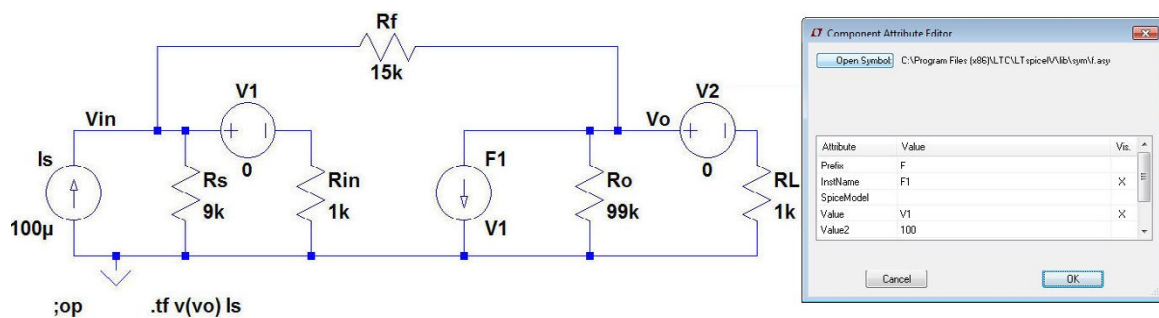 Rf
15k
Vin
V1
0
Is
100µ
Rs
9k
Rin
1k
F1
V1
Vo
V2
0
Ro
99k
RL
1k
;op
.tf v(vo) Is
Component Attribute Editor
Open Symbol: C:\Program Files (x86)\LTC\LTspiceIV\lib\sym\f.asy
Attribute Value Vis.
Prefix F
InstName F1 X
SpiceModel
Value V1 X
Value2 100
Cancel OK